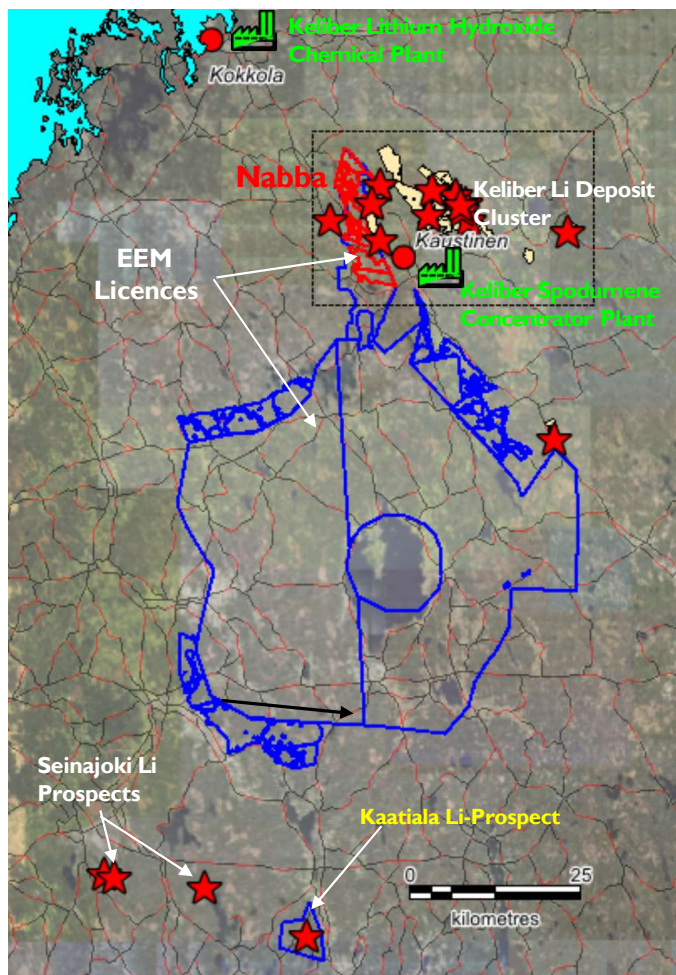 Keliber Lithium Hydroxide
Chemical Plant
Kokkola
Nabba
Keliber Li Deposit
Cluster
Kaustinen
EEM
Licences
Keliber Spodumene
Concentrator Plant
Seinajoki Li
Prospects
Kaatiala Li-Prospect
0 25
kilometres